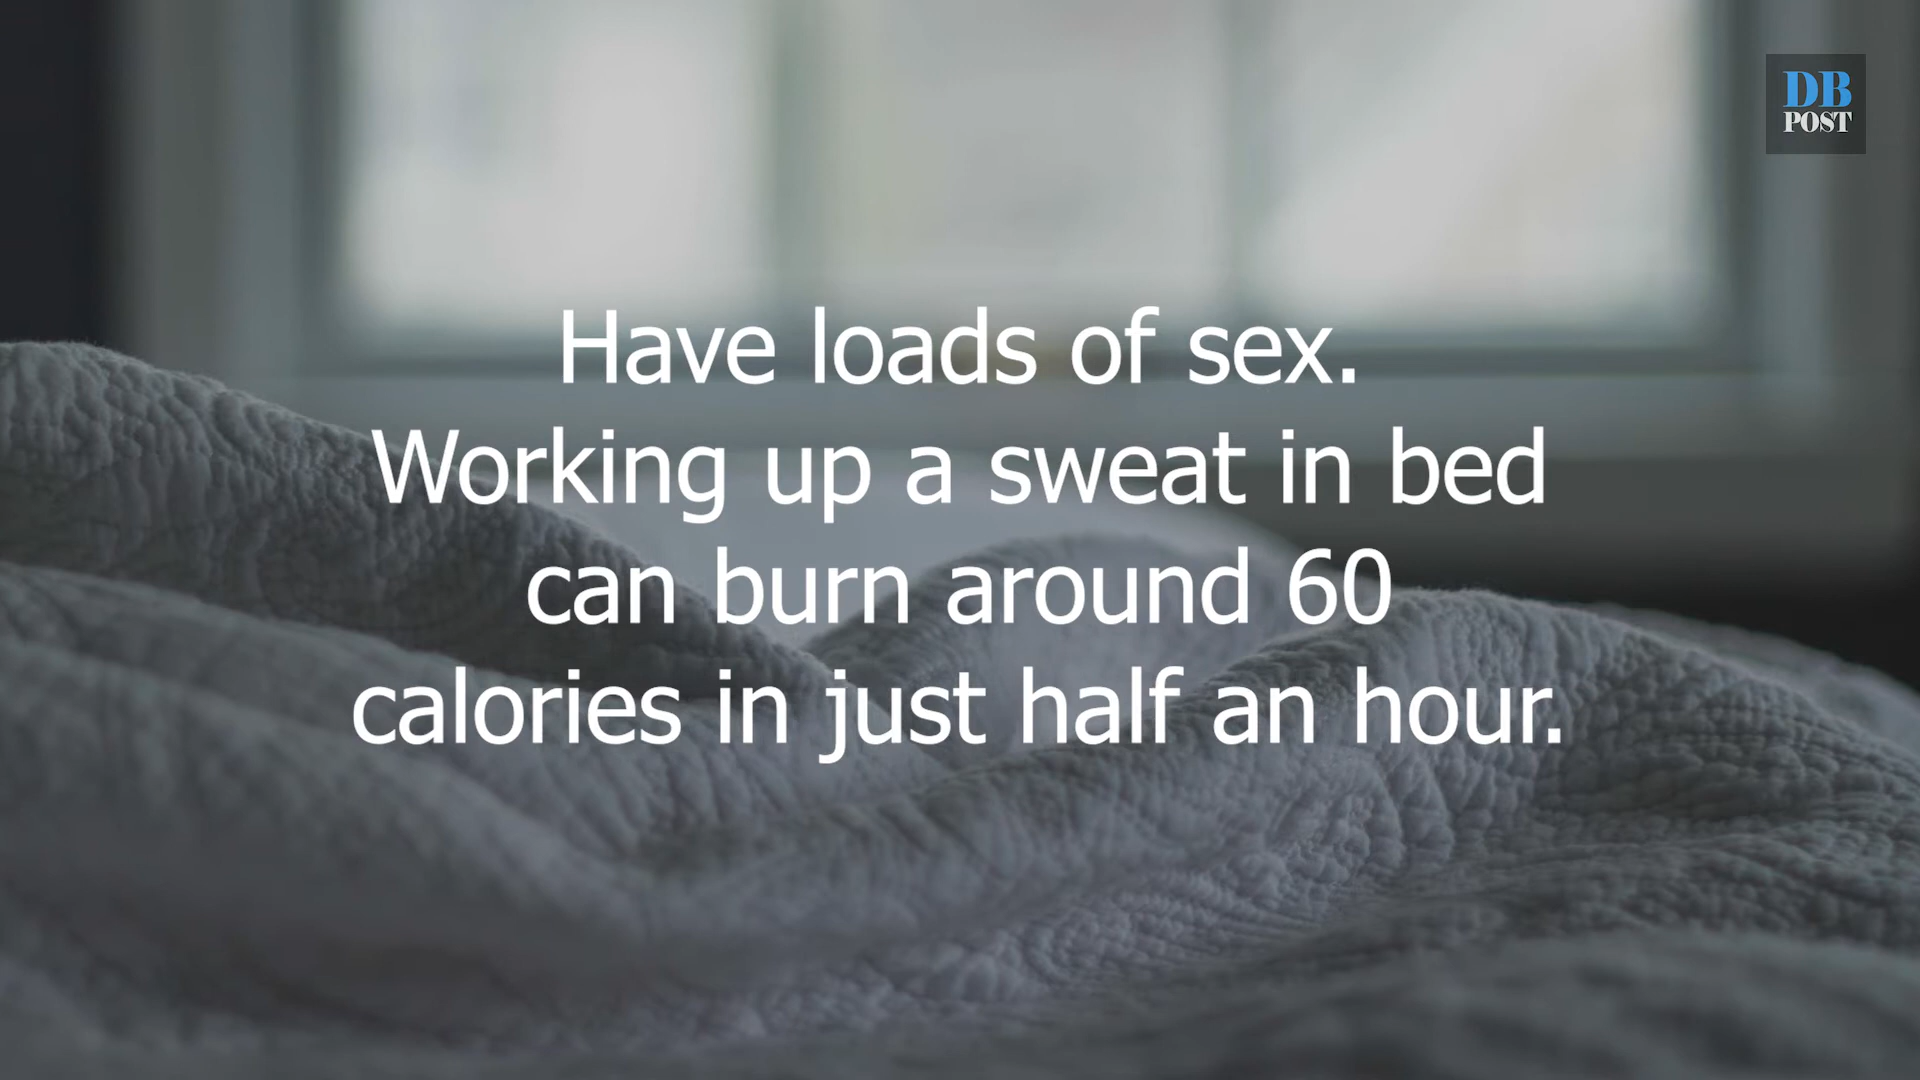 DB
POST
Have loads of sex.
Working up a sweat in bed
can burn around 60
calories in just half an hour.